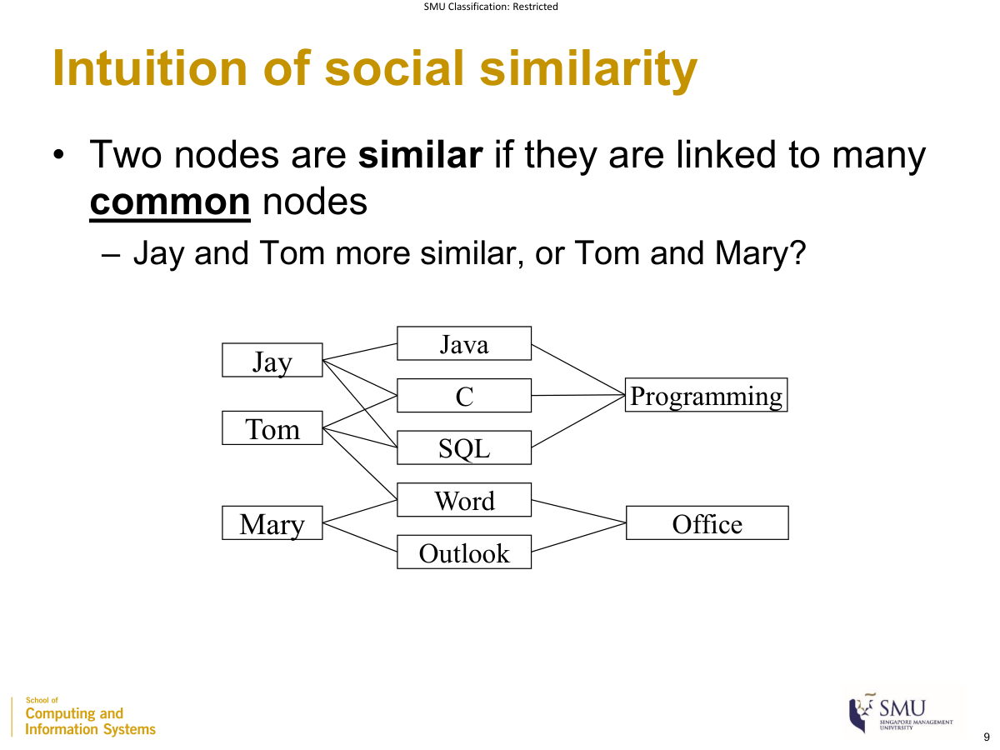 SMU Classification: Restricted
Intuition of social similarity
• Two nodes are similar if they are linked to many
common nodes
– Jay and Tom more similar, or Tom and Mary?
Jay
Tom
Mary
Java
C
SQL
Word
Outlook
Programming
Office
School of
Computing and
Information Systems
SMU
SINGAPORE MANAGEMENT
UNIVERSITY
9